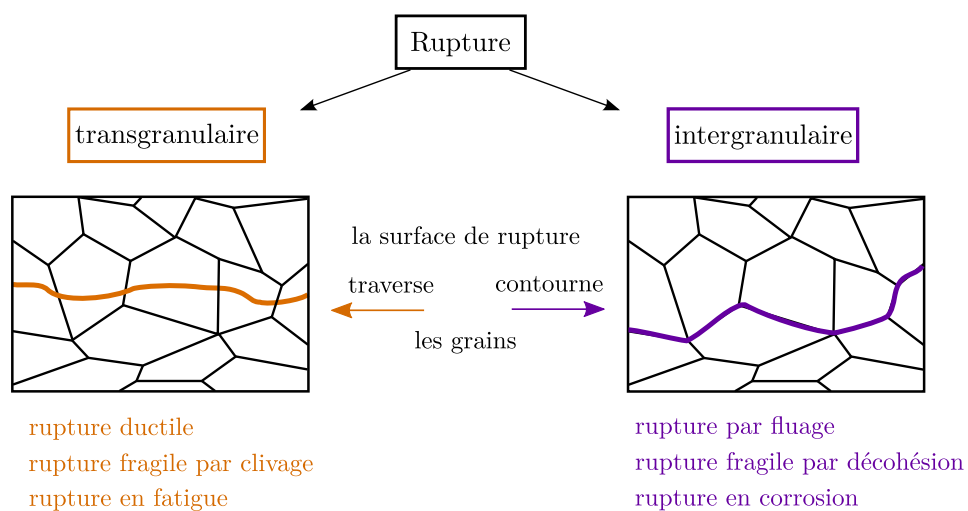 Rupture
transgranulaire
intergranulaire
la surface de rupture
traverse
contourne
les grains
rupture ductile
rupture fragile par clivage
rupture en fatigue
rupture par fluage
rupture fragile par décohésion
rupture en corrosion